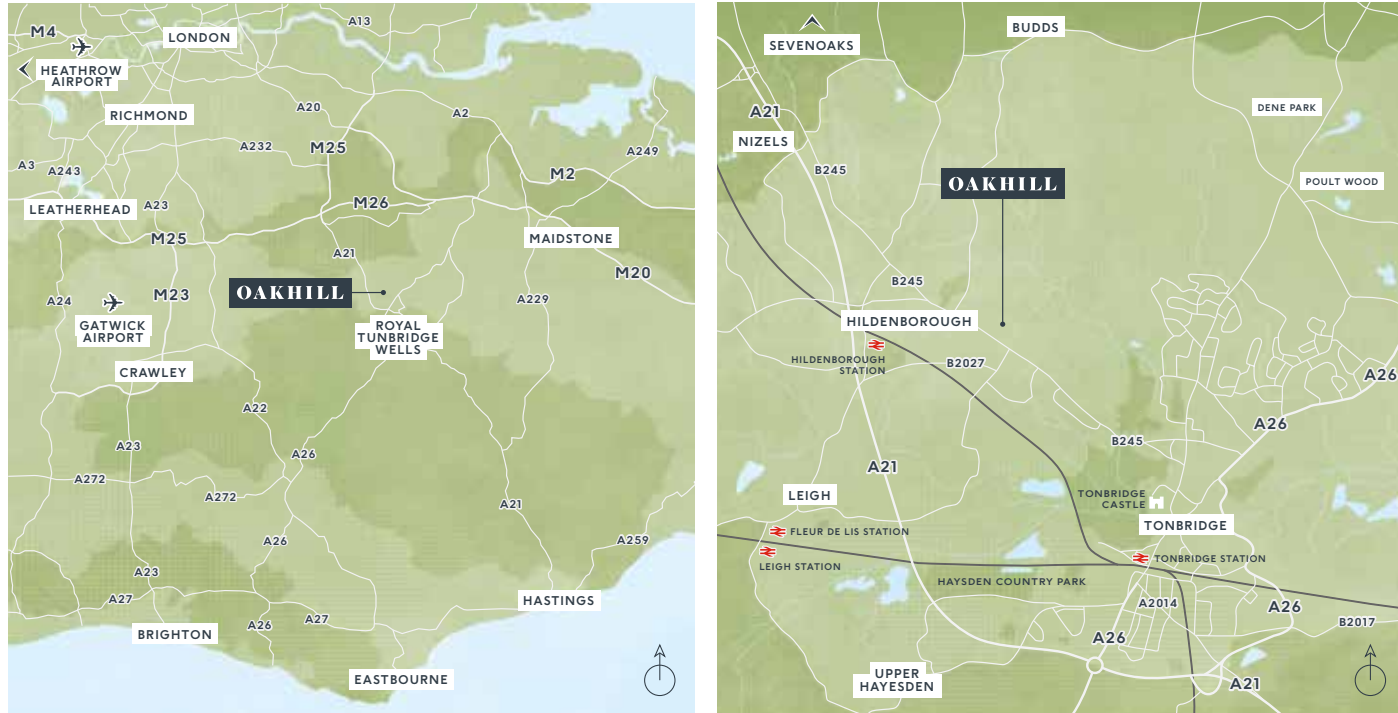 A13
M4
LONDON
HEATHROW
AIRPORT
RICHMOND
A20
A2
A232
M25
A249
A3
A243
M2
LEATHERHEAD
A23
M26
M25
MAIDSTONE
A21
M20
OAKHILL
M23
A24
A229
GATWICK
AIRPORT
ROYAL
TUNBRIDGE
WELLS
CRAWLEY
A22
A23
A26
A272
A272
A21
A26
A259
A23
A27
HASTINGS
A27
A26
BRIGHTON
EASTBOURNE
SEVENOAKS
BUDDS
A21
DENE PARK
NIZELS
B245
OAKHILL
POULT WOOD
B245
HILDENBOROUGH
HILDENBOROUGH
STATION
B2027
A26
A26
B245
A21
LEIGH
TONBRIDGE
CASTLE
TONBRIDGE
FLEUR DE LIS STATION
LEIGH STATION
TONBRIDGE STATION
HAYSDEN COUNTRY PARK
A2014
A26
B2017
A26
UPPER
HAYESDEN
A21